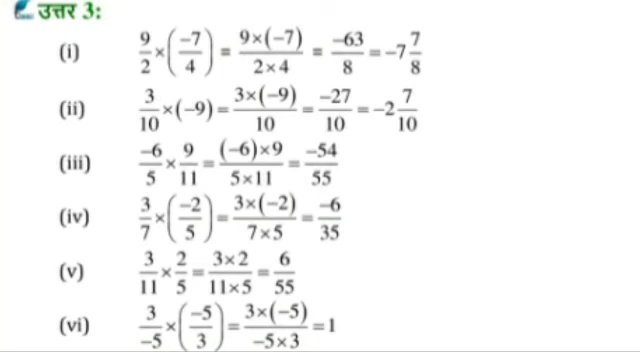 उत्तर 3:
(i) 9/2 × (−7/4) = 9×(−7)/2×4 = −63/8 = −7 7/8
(ii) 3/10 × (−9) = 3×(−9)/10 = −27/10 = −2 7/10
(iii) −6/5 × 9/11 = (−6)×9/5×11 = −54/55
(iv) 3/7 × (−2/5) = 3×(−2)/7×5 = −6/35
(v) 3/11 × 2/5 = 3×2/11×5 = 6/55
(vi) 3/−5 × (−5/3) = 3×(−5)/−5×3 = 1